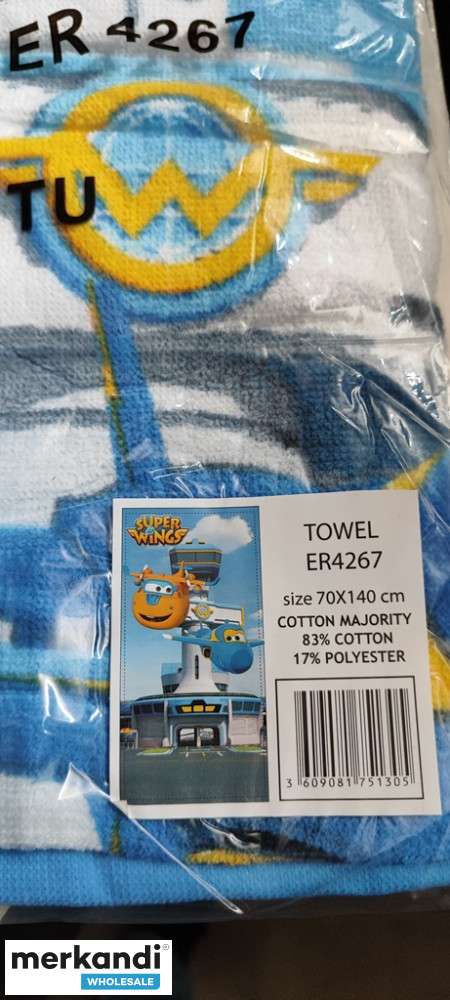 ER 4267
TU
SUPER
WINGS
TOWEL
ER4267
size 70X140 cm
COTTON MAJORITY
83% COTTON
17% POLYESTER
3 609081 751305
merkandi®
WHOLESALE